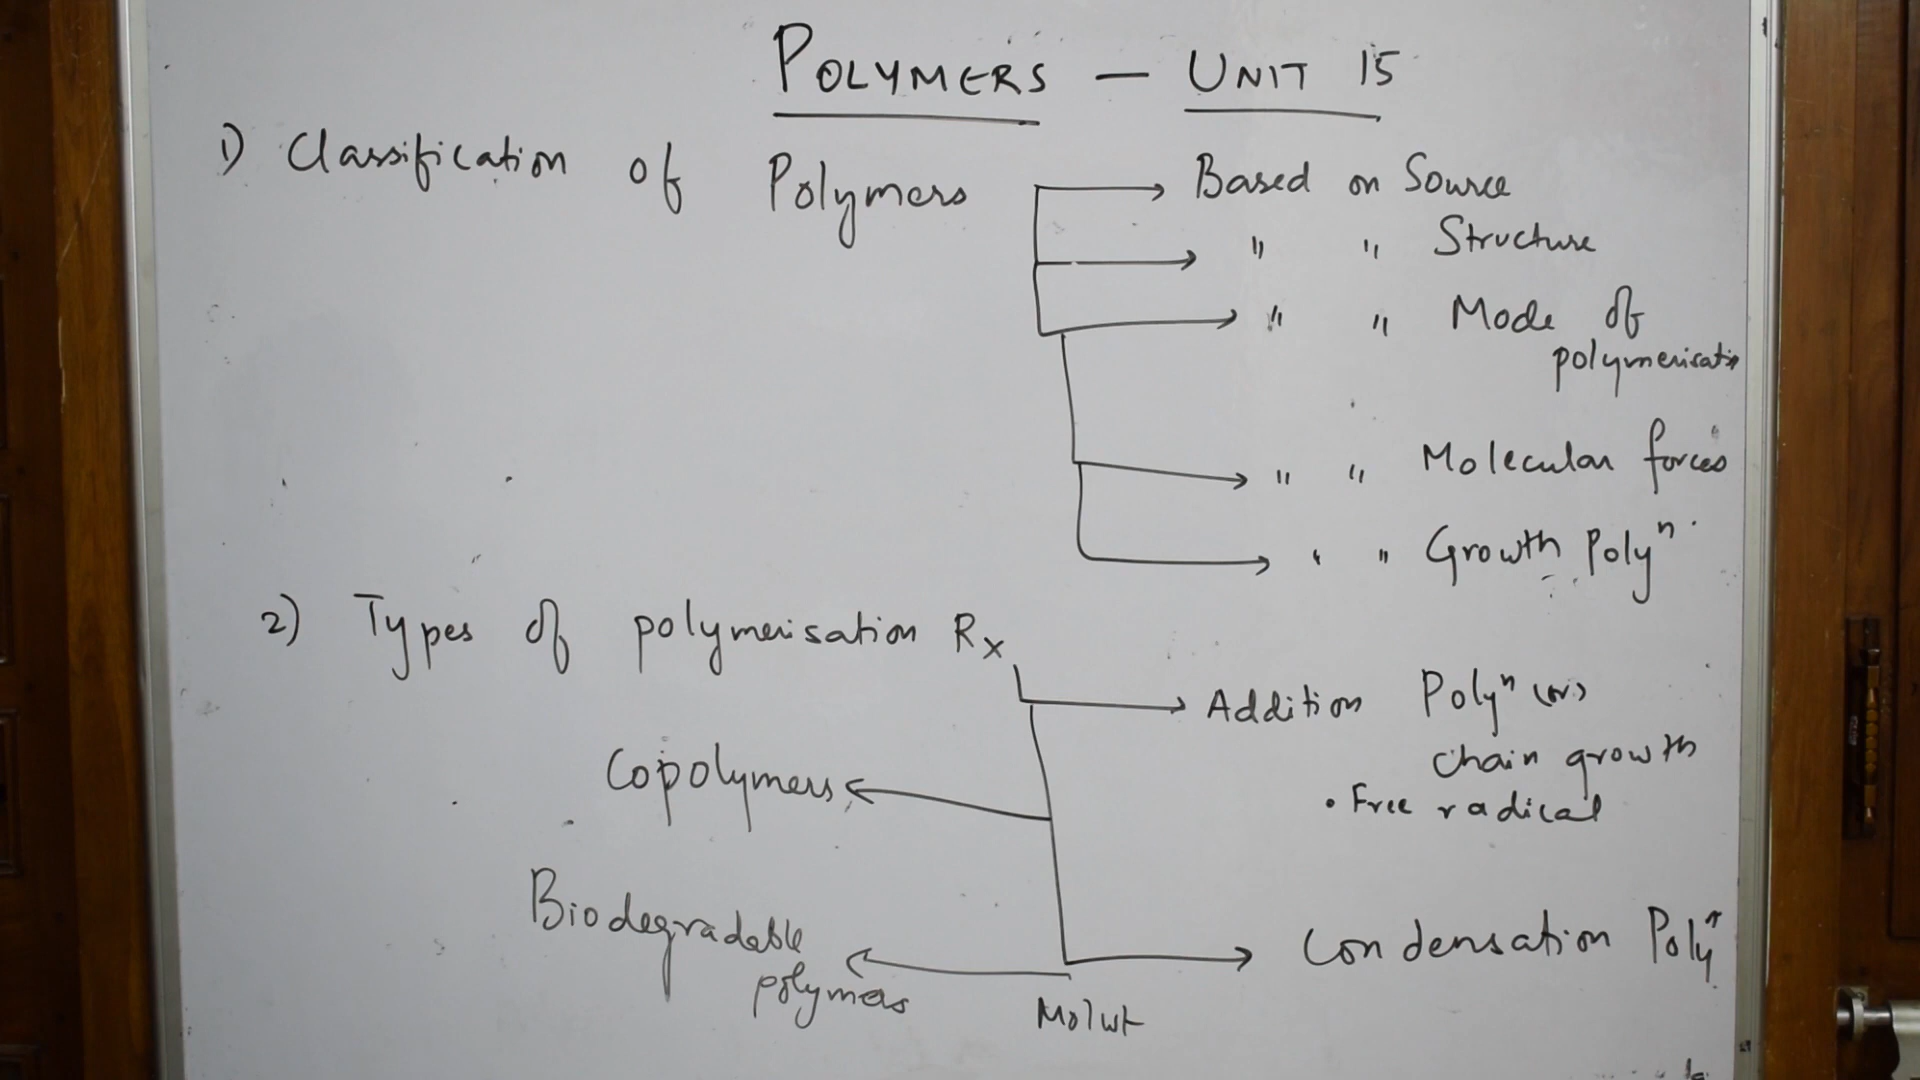 POLYMERS — UNIT 15
1) Classification of Polymers → Based on Source
→ " " Structure
→ " " Mode of
polymerisatn
→ " " Molecular forces
→ " " Growth Polyⁿ
2) Types of polymerisation Rx
→ Addition Polyⁿ (or)
chain growth
• Free radical
Copolymers
Biodegradable
polymers
→ Condensation Polyⁿ
Mol wt